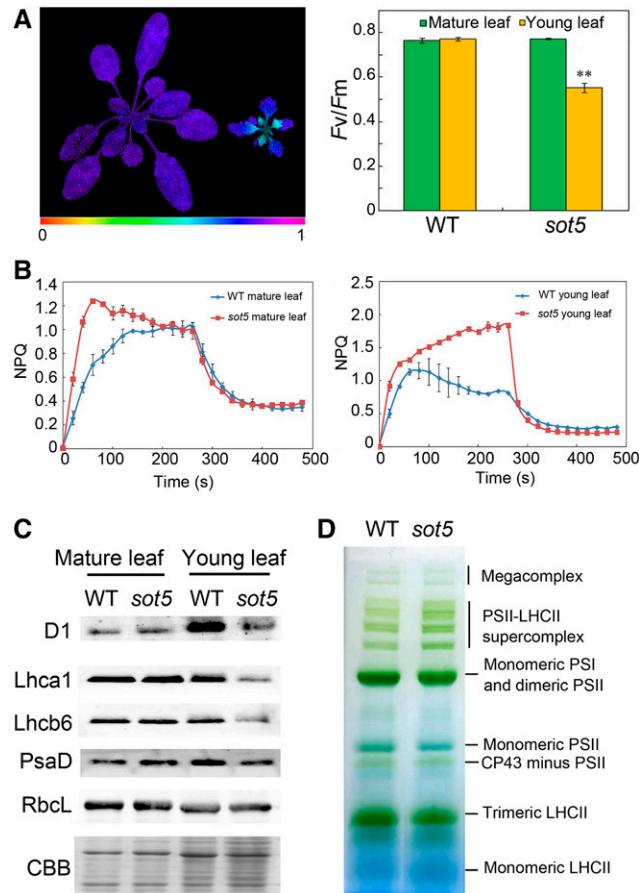 A
0
1
Fv/Fm
0.8
0.6
0.4
0.2
0
Mature leaf
Young leaf
**
WT
sot5
B
NPQ
1.4
1.2
1.0
0.8
0.6
0.4
0.2
0
WT mature leaf
sot5 mature leaf
0 100 200 300 400 500
Time (s)
NPQ
2.5
2.0
1.5
1.0
0.5
0
WT young leaf
sot5 young leaf
0 100 200 300 400 500
Time (s)
C
Mature leaf Young leaf
WT sot5 WT sot5
D1
Lhca1
Lhcb6
PsaD
RbcL
CBB
D
WT sot5
Megacomplex
PSII-LHCII
supercomplex
Monomeric PSI
and dimeric PSII
Monomeric PSII
CP43 minus PSII
Trimeric LHCII
Monomeric LHCII